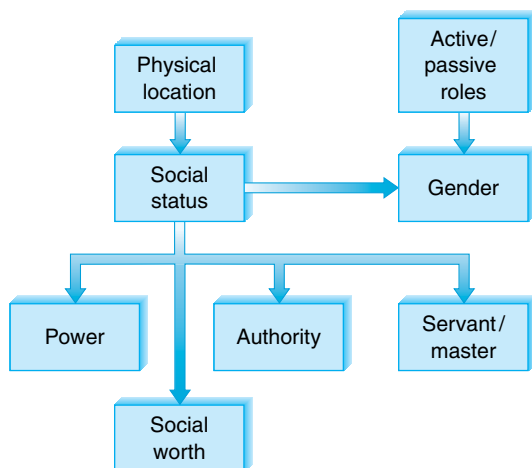 Physical
location
Active/
passive
roles
Social
status
Gender
Power
Authority
Servant/
master
Social
worth